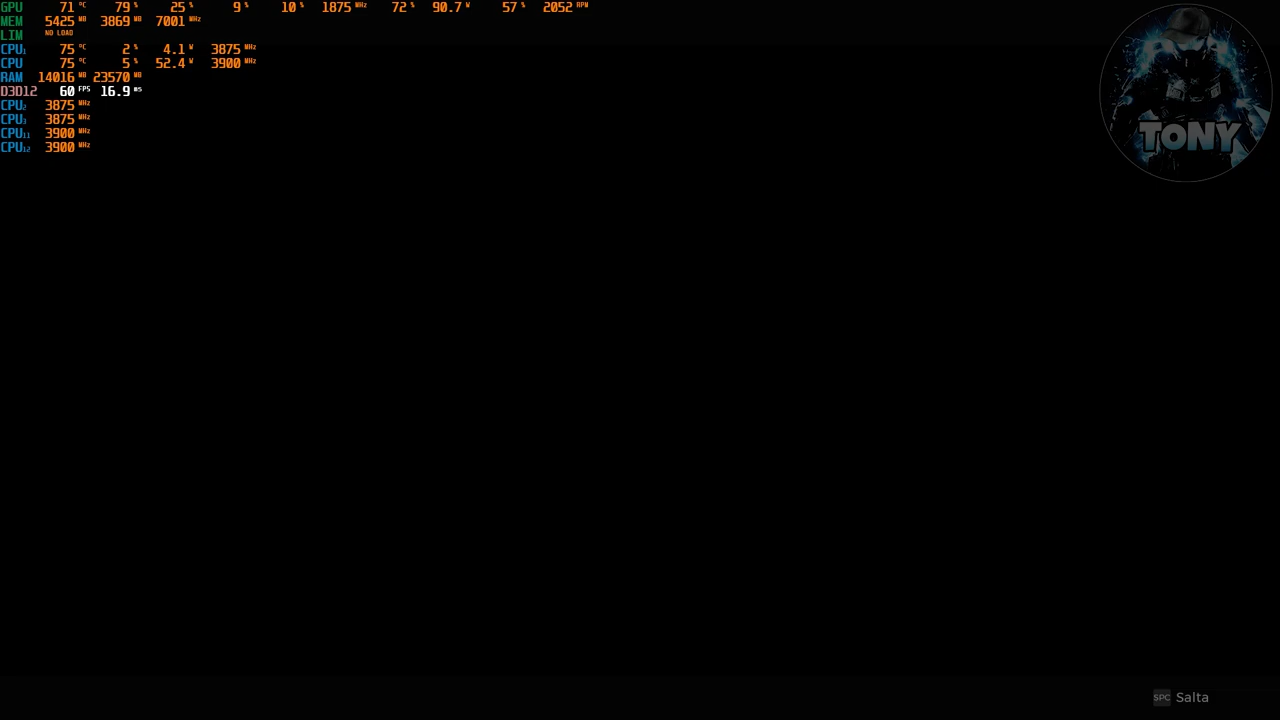 GPU 71 °C 79 % 25 % 9 % 10 % 1875 MHz 72 % 90.7 W 57 % 2052 RPM
MEM 5425 MB 3869 MB 7001 MHz
LIM NO LOAD
CPU1 75 °C 2 % 4.1 W 3875 MHz
CPU 75 °C 5 % 52.4 W 3900 MHz
RAM 14016 MB 23570 MB
D3D12 60 FPS 16.9 ms
CPU2 3875 MHz
CPU3 3875 MHz
CPU11 3900 MHz
CPU12 3900 MHz
TONY
SPC Salta